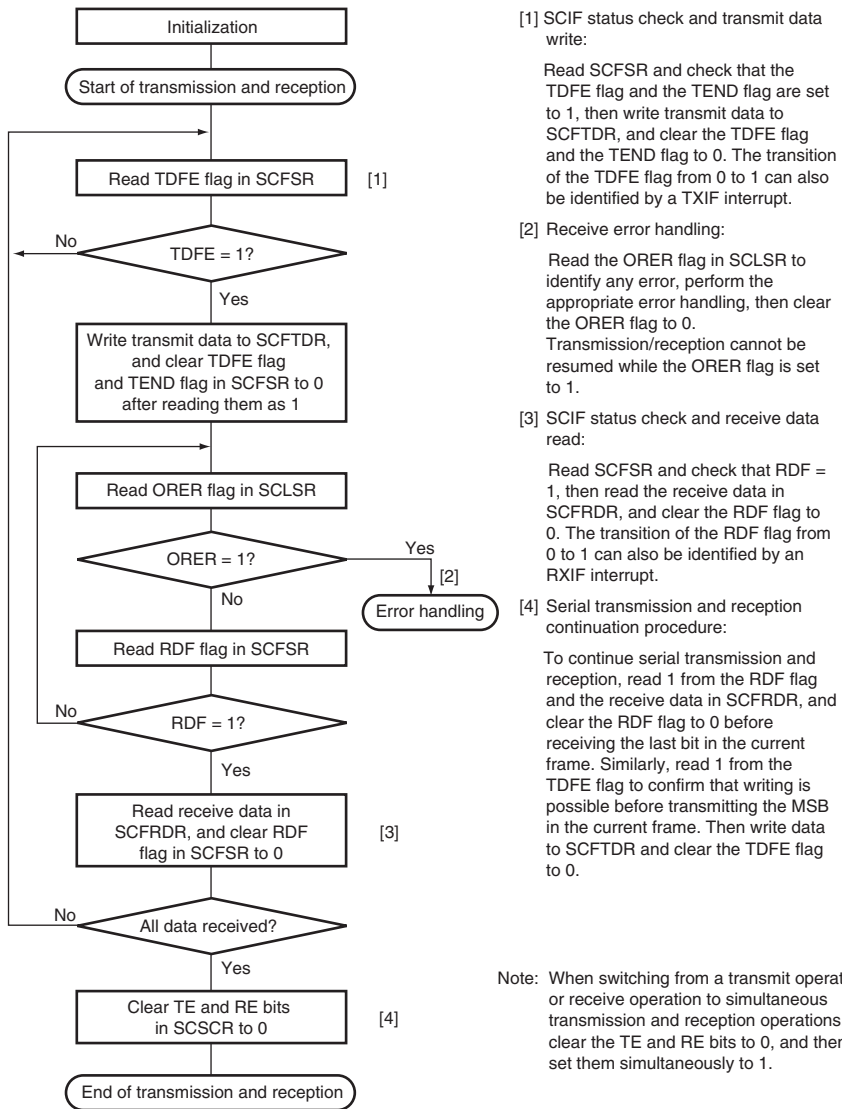 Initialization
Start of transmission and reception
Read TDFE flag in SCFSR
[1]
No
TDFE = 1?
Yes
Write transmit data to SCFTDR,
and clear TDFE flag
and TEND flag in SCFSR to 0
after reading them as 1
Read ORER flag in SCLSR
ORER = 1?
Yes
[2]
No
Error handling
Read RDF flag in SCFSR
No
RDF = 1?
Yes
Read receive data in
SCFRDR, and clear RDF
flag in SCFSR to 0
[3]
No
All data received?
Yes
Clear TE and RE bits
in SCSCR to 0
[4]
End of transmission and reception
[1] SCIF status check and transmit data
write:
Read SCFSR and check that the
TDFE flag and the TEND flag are set
to 1, then write transmit data to
SCFTDR, and clear the TDFE flag
and the TEND flag to 0. The transition
of the TDFE flag from 0 to 1 can also
be identified by a TXIF interrupt.
[2] Receive error handling:
Read the ORER flag in SCLSR to
identify any error, perform the
appropriate error handling, then clear
the ORER flag to 0.
Transmission/reception cannot be
resumed while the ORER flag is set
to 1.
[3] SCIF status check and receive data
read:
Read SCFSR and check that RDF =
1, then read the receive data in
SCFRDR, and clear the RDF flag to
0. The transition of the RDF flag from
0 to 1 can also be identified by an
RXIF interrupt.
[4] Serial transmission and reception
continuation procedure:
To continue serial transmission and
reception, read 1 from the RDF flag
and the receive data in SCFRDR, and
clear the RDF flag to 0 before
receiving the last bit in the current
frame. Similarly, read 1 from the
TDFE flag to confirm that writing is
possible before transmitting the MSB
in the current frame. Then write data
to SCFTDR and clear the TDFE flag
to 0.
Note: When switching from a transmit
or receive operation to simultaneous
transmission and reception operations
clear the TE and RE bits to 0, and
set them simultaneously to 1.